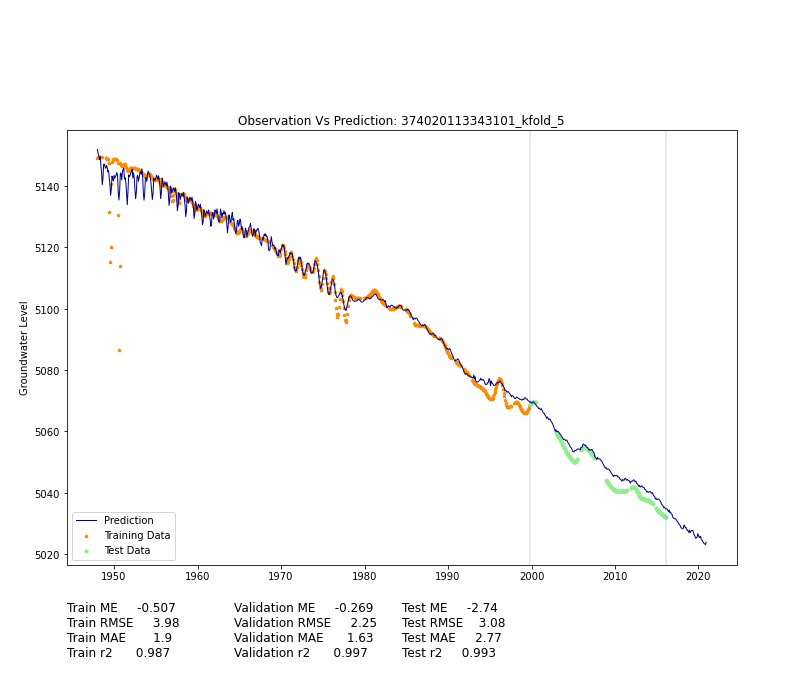 Observation Vs Prediction: 374020113343101_kfold_5
Groundwater Level
5140
5120
5100
5080
5060
5040
5020
Prediction
Training Data
Test Data
1950 1960 1970 1980 1990 2000 2010 2020
Train ME -0.507 Validation ME -0.269 Test ME -2.74
Train RMSE 3.98 Validation RMSE 2.25 Test RMSE 3.08
Train MAE 1.9 Validation MAE 1.63 Test MAE 2.77
Train r2 0.987 Validation r2 0.997 Test r2 0.993